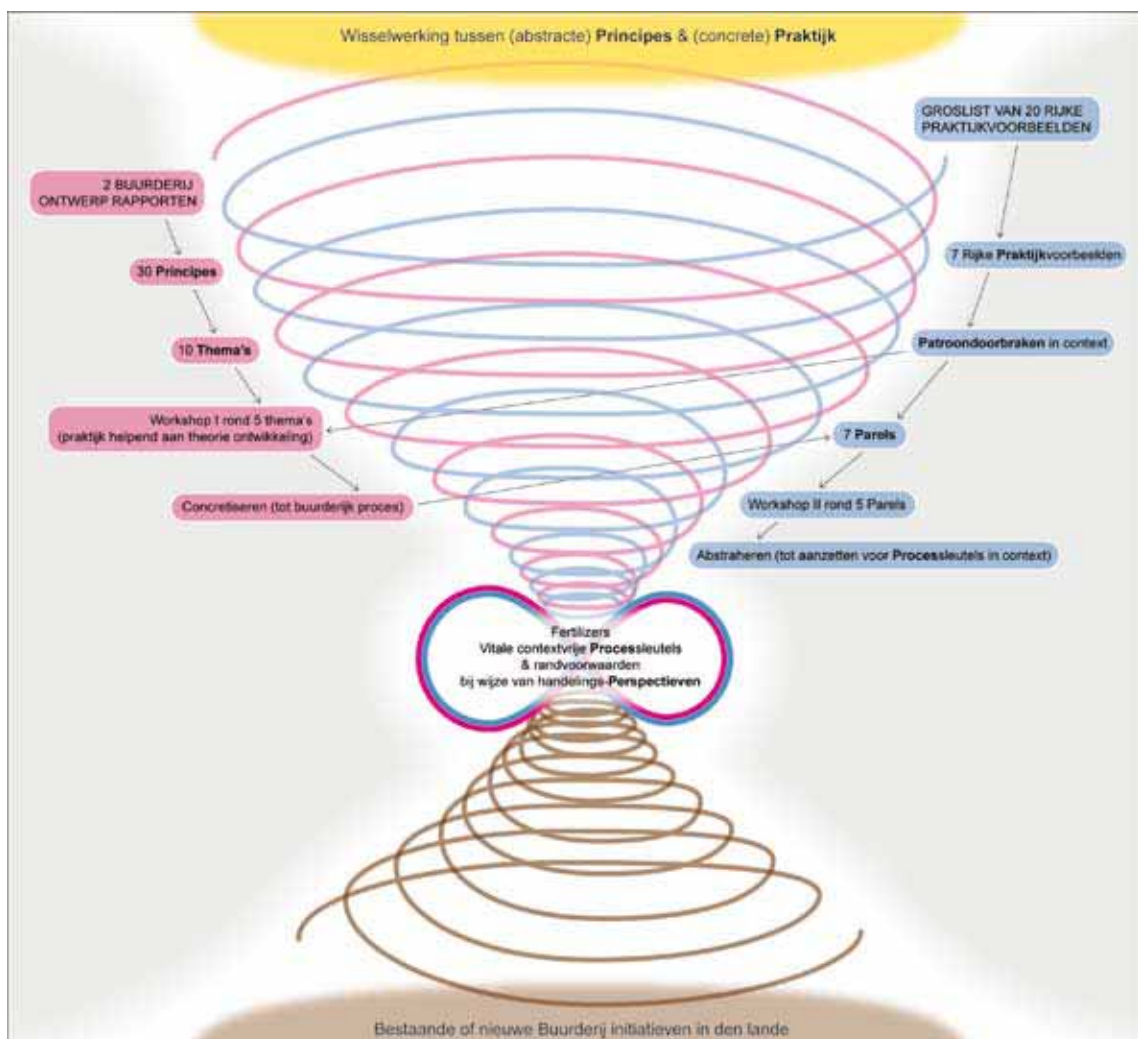 Wisselwerking tussen (abstracte) Principes & (concrete) Praktijk
2 BUURDERIJ
ONTWERP RAPPORTEN
30 Principes
10 Thema's
Workshop I rond 5 thema's
(praktijk helpend aan theorie ontwikkeling)
Concretiseren (tot buurderijk proces)
GROSLIST VAN 20 RIJKE
PRAKTIJKVOORBEELDEN
7 Rijke Praktijkvoorbeelden
Patroondoorbraken in context
7 Parels
Workshop II rond 5 Parels
Abstraheren (tot aanzetten voor Processleutels in context)
Fertilizers
Vitale contextvrije Processleutels
& randvoorwaarden
bij wijze van handelings-Perspectieven
Bestaande of nieuwe Buurderij initiatieven in den lande